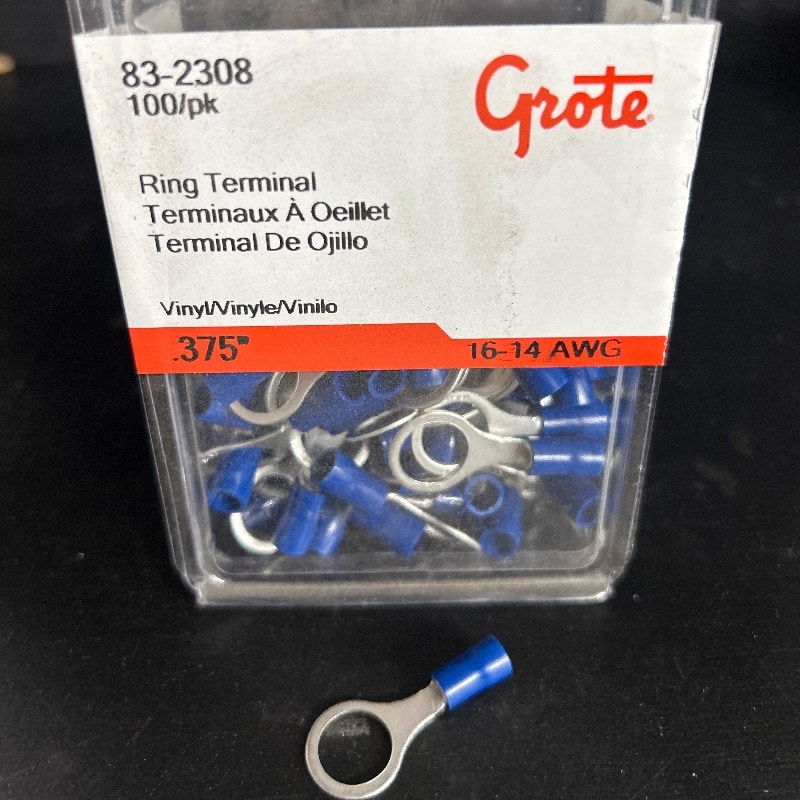 83-2308
100/pk
Grote®
Ring Terminal
Terminaux À Oeillet
Terminal De Ojillo
Vinyl/Vinyle/Vinilo
.375"
16-14 AWG